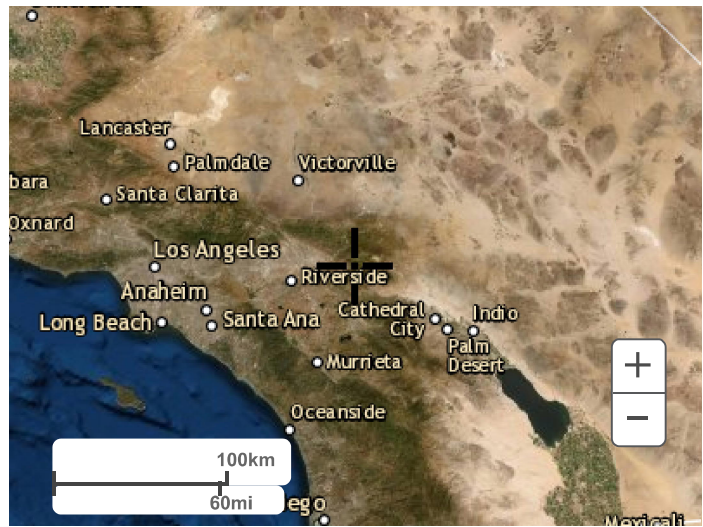 Lancaster
Palmdale
Victorville
bara
Santa Clarita
Oxnard
Los Angeles
Riverside
Anaheim
Cathedral
City
Indio
Long Beach
Santa Ana
Palm
Desert
Murrieta
+
−
Oceanside
100km
60mi
ego
Mexicali